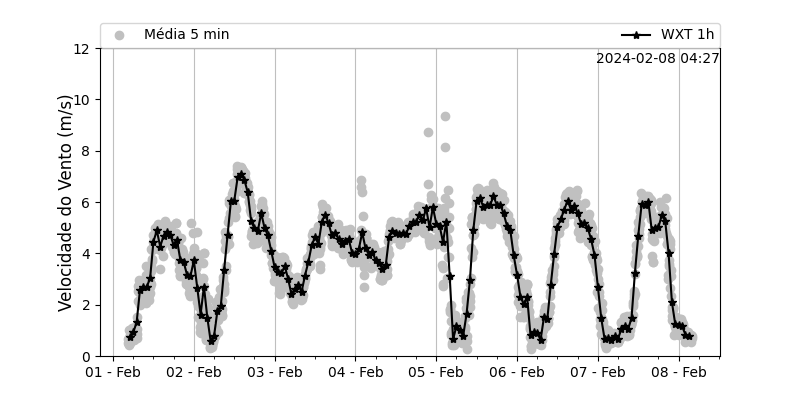 Média 5 min
WXT 1h
2024-02-08 04:27
Velocidade do Vento (m/s)
12
10
8
6
4
2
0
01 - Feb 02 - Feb 03 - Feb 04 - Feb 05 - Feb 06 - Feb 07 - Feb 08 - Feb